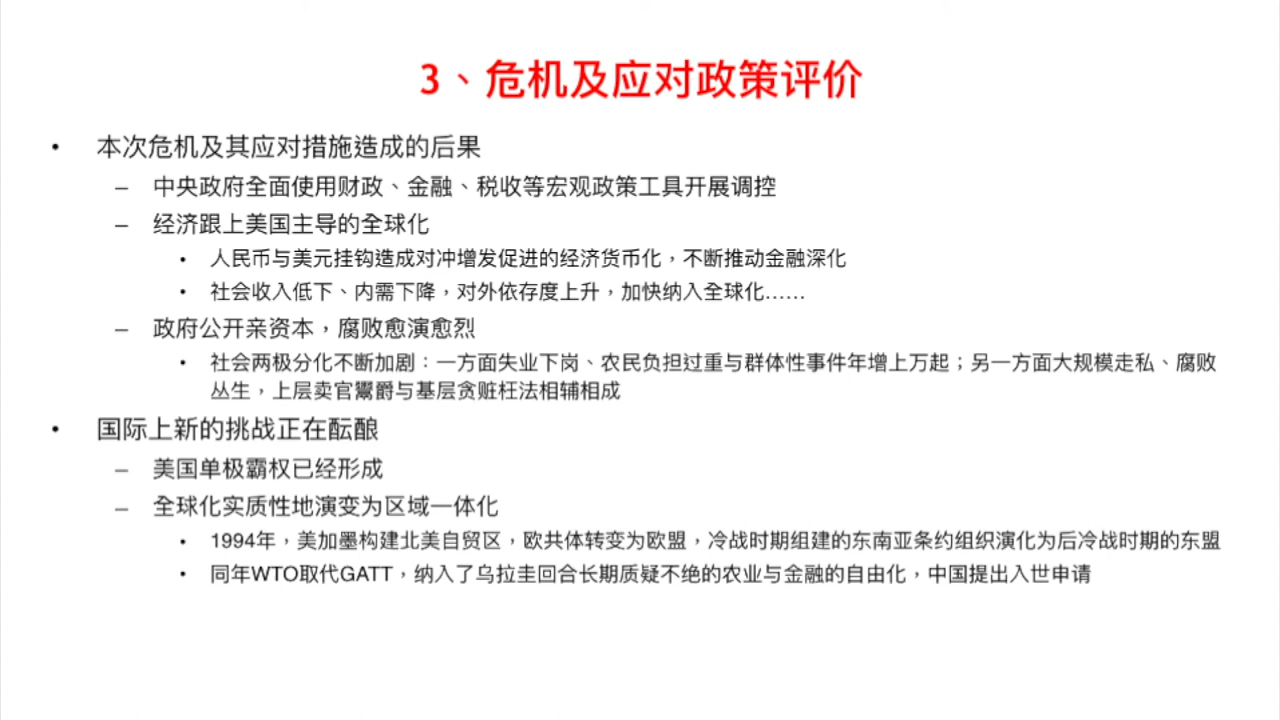 3、危机及应对政策评价
• 本次危机及其应对措施造成的后果
– 中央政府全面使用财政、金融、税收等宏观政策工具开展调控
– 经济跟上美国主导的全球化
• 人民币与美元挂钩造成对冲增发促进的经济货币化，不断推动金融深化
• 社会收入低下、内需下降，对外依存度上升，加快纳入全球化……
– 政府公开亲资本，腐败愈演愈烈
• 社会两极分化不断加剧：一方面失业下岗、农民负担过重与群体性事件年增上万起；另一方面大规模走私、腐败
丛生，上层卖官鬻爵与基层贪赃枉法相辅相成
• 国际上新的挑战正在酝酿
– 美国单极霸权已经形成
– 全球化实质性地演变为区域一体化
• 1994年，美加墨构建北美自贸区，欧共体转变为欧盟，冷战时期组建的东南亚条约组织演化为后冷战时期的东盟
• 同年WTO取代GATT，纳入了乌拉圭回合长期质疑不绝的农业与金融的自由化，中国提出入世申请